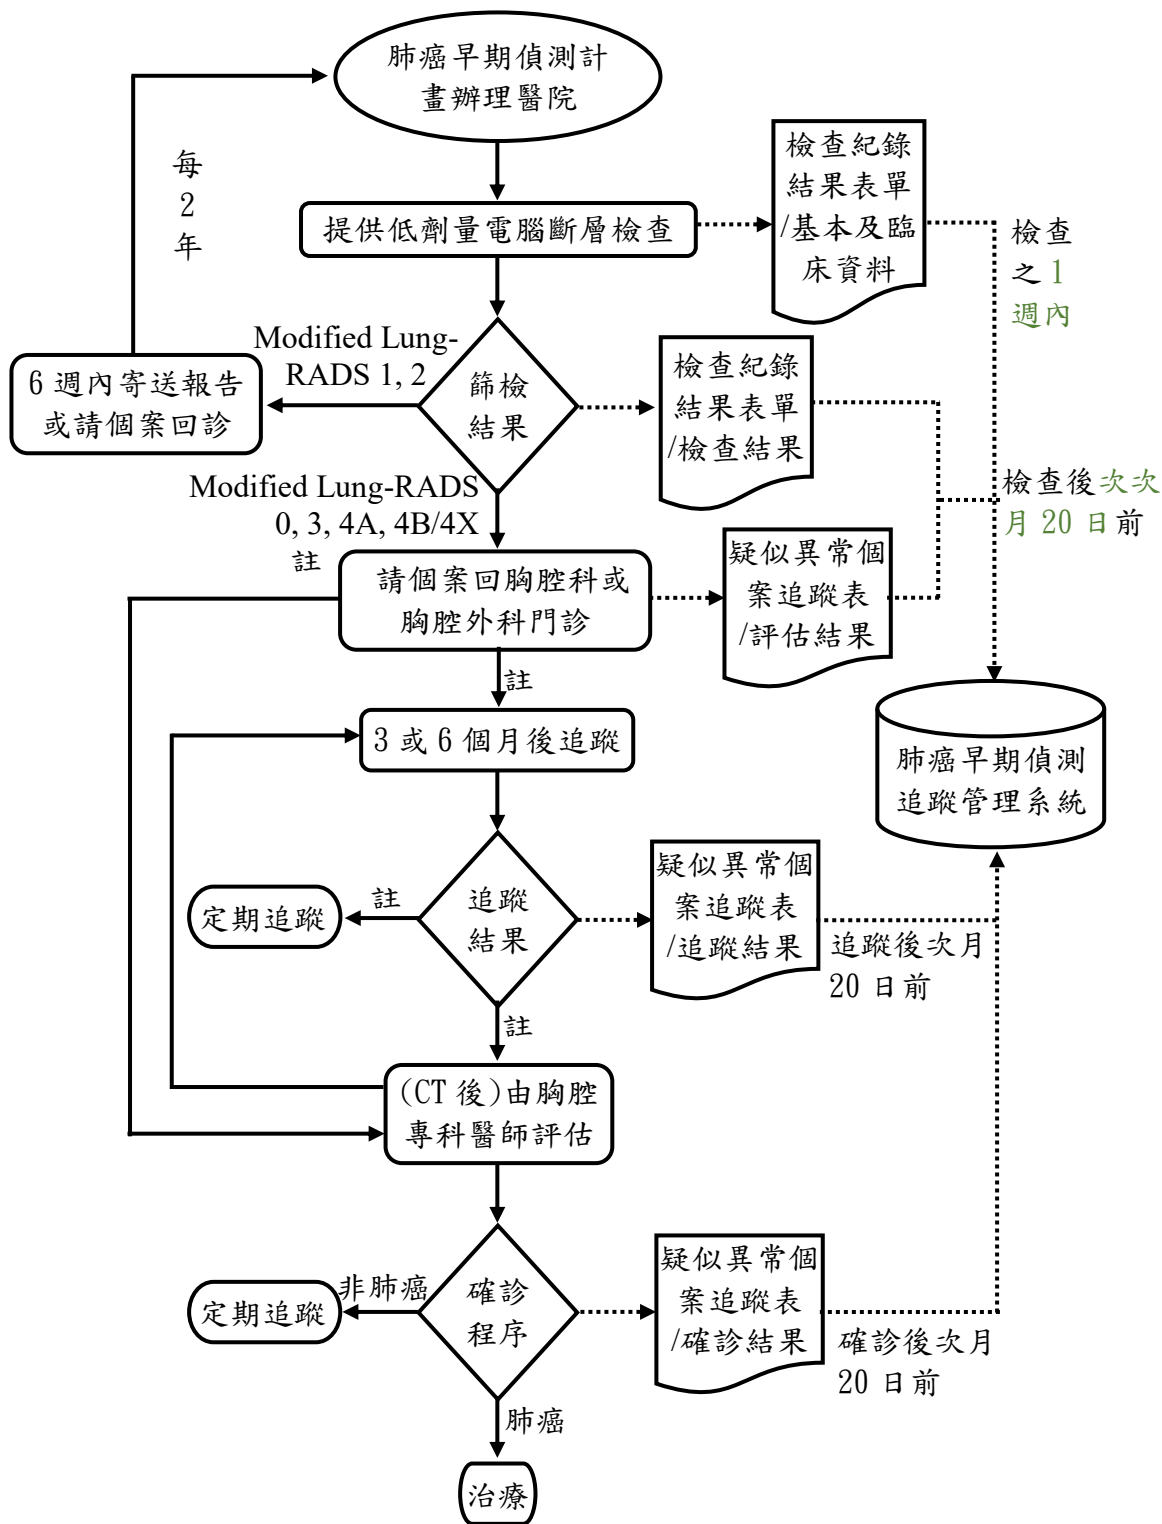 肺癌早期偵測計
畫辦理醫院
每
2
年
提供低劑量電腦斷層檢查
檢查紀錄
結果表單
/基本及臨
床資料
檢查
之1
週內
Modified Lung-
RADS 1, 2
6 週內寄送報告
或請個案回診
篩檢
結果
檢查紀錄
結果表單
/檢查結果
Modified Lung-RADS
0, 3, 4A, 4B/4X
註
檢查後次次
月 20 日前
請個案回胸腔科或
胸腔外科門診
疑似異常個
案追蹤表
/評估結果
註
3 或 6 個月後追蹤
肺癌早期偵測
追蹤管理系統
定期追蹤
註
追蹤
結果
疑似異常個
案追蹤表
/追蹤結果
追蹤後次月
20 日前
註
(CT 後)由胸腔
專科醫師評估
定期追蹤
非肺癌
確診
程序
疑似異常個
案追蹤表
/確診結果
確診後次月
20 日前
肺癌
治療